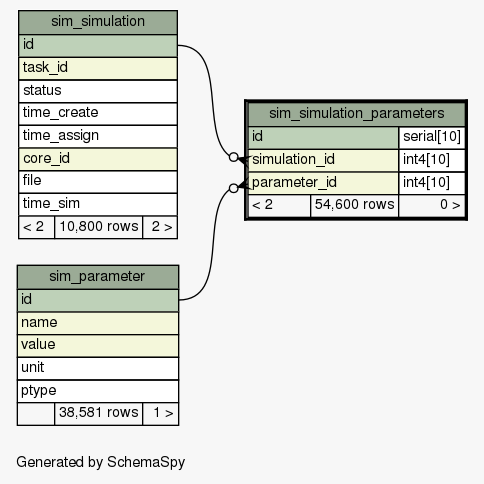 sim_simulation
id
task_id
status
time_create
time_assign
core_id
file
time_sim
< 2 10,800 rows 2 >
sim_simulation_parameters
id serial[10]
simulation_id int4[10]
parameter_id int4[10]
< 2 54,600 rows 0 >
sim_parameter
id
name
value
unit
ptype
38,581 rows 1 >
Generated by SchemaSpy